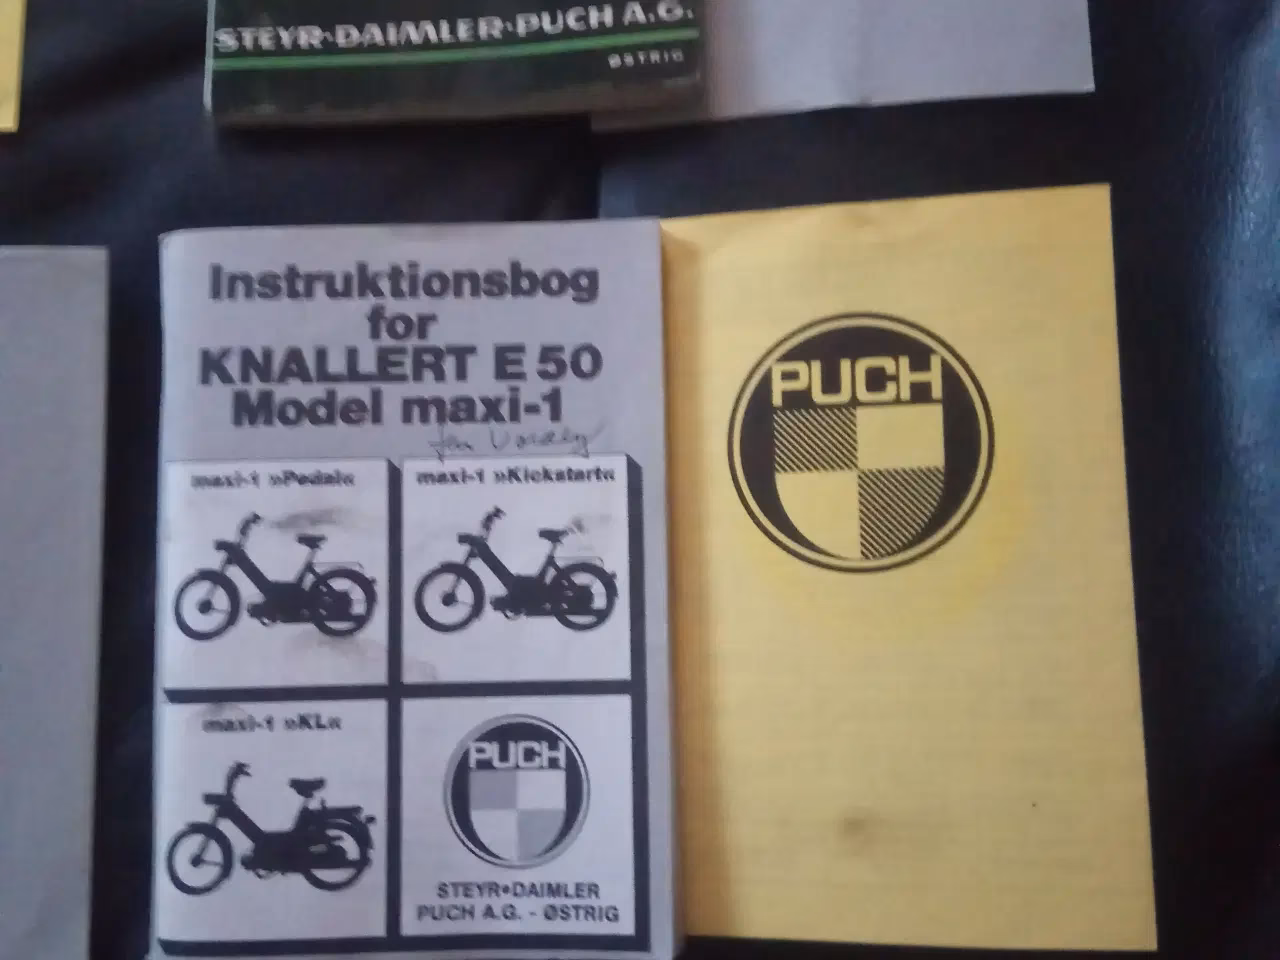 STEYR-DAIMLER-PUCH A.G.
ØSTRIG
Instruktionsbog
for
KNALLERT E 50
Model maxi-1
maxi-1 »Pedal«
maxi-1 »Kickstart«
maxi-1 »KL«
PUCH
STEYR•DAIMLER
PUCH A.G. - ØSTRIG
PUCH